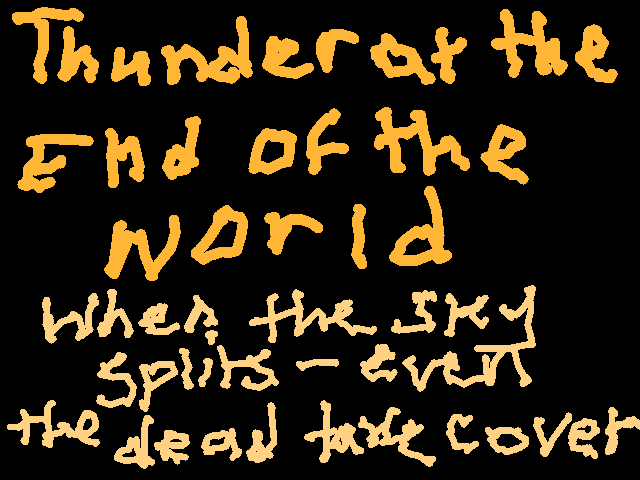 Thunder at the
End of the
World
When the sky
splits - even
the dead take cover